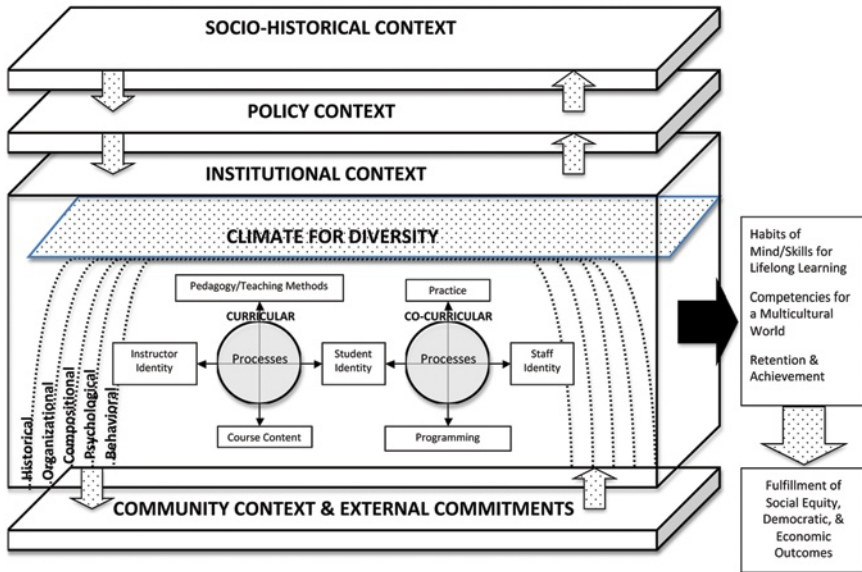 SOCIO-HISTORICAL CONTEXT
POLICY CONTEXT
INSTITUTIONAL CONTEXT
CLIMATE FOR DIVERSITY
Pedagogy/Teaching Methods
Practice
CURRICULAR
CO-CURRICULAR
Instructor
Identity
Processes
Student
Identity
Processes
Staff
Identity
Course Content
Programming
Historical
Organizational
Compositional
Psychological
Behavioral
COMMUNITY CONTEXT & EXTERNAL COMMITMENTS
Habits of
Mind/Skills for
Lifelong Learning
Competencies for
a Multicultural
World
Retention &
Achievement
Fulfillment of
Social Equity,
Democratic, &
Economic
Outcomes